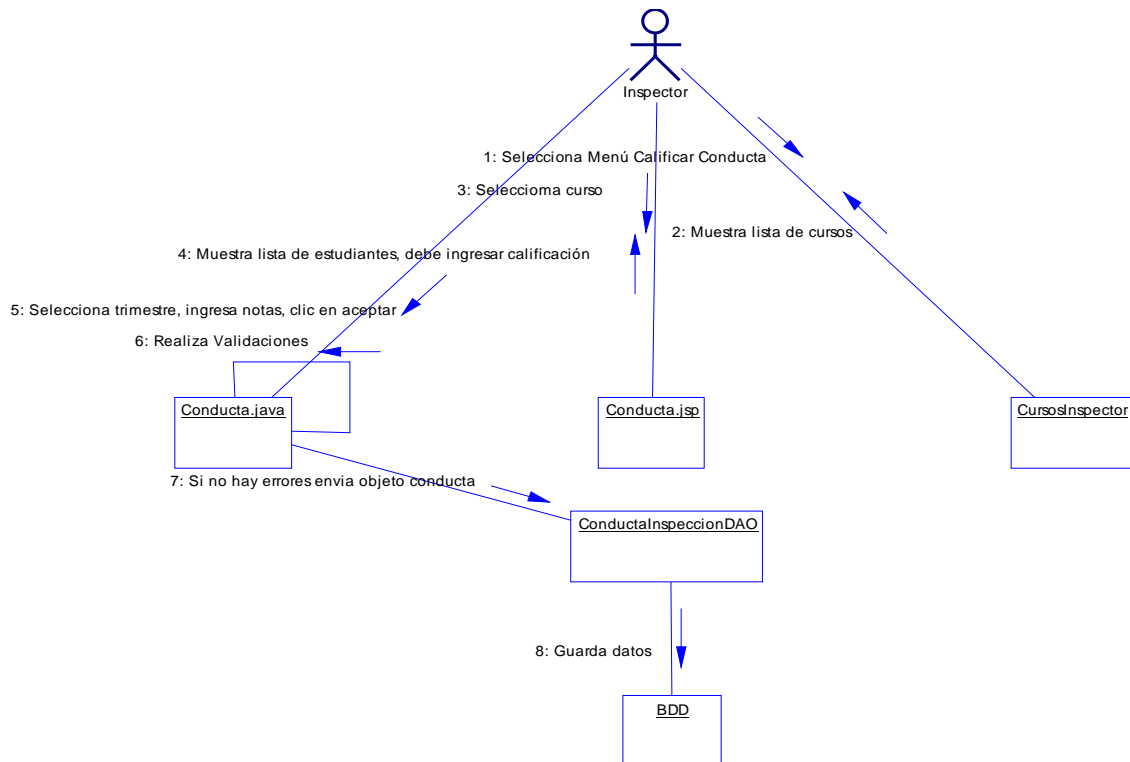 Inspector
1: Selecciona Menú Calificar Conducta
3: Seleccioma curso
2: Muestra lista de cursos
4: Muestra lista de estudiantes, debe ingresar calificación
5: Selecciona trimestre, ingresa notas, clic en aceptar
6: Realiza Validaciones
Conducta.java
Conducta.jsp
CursosInspector
7: Si no hay errores envia objeto conducta
ConductaInspeccionDAO
8: Guarda datos
BDD